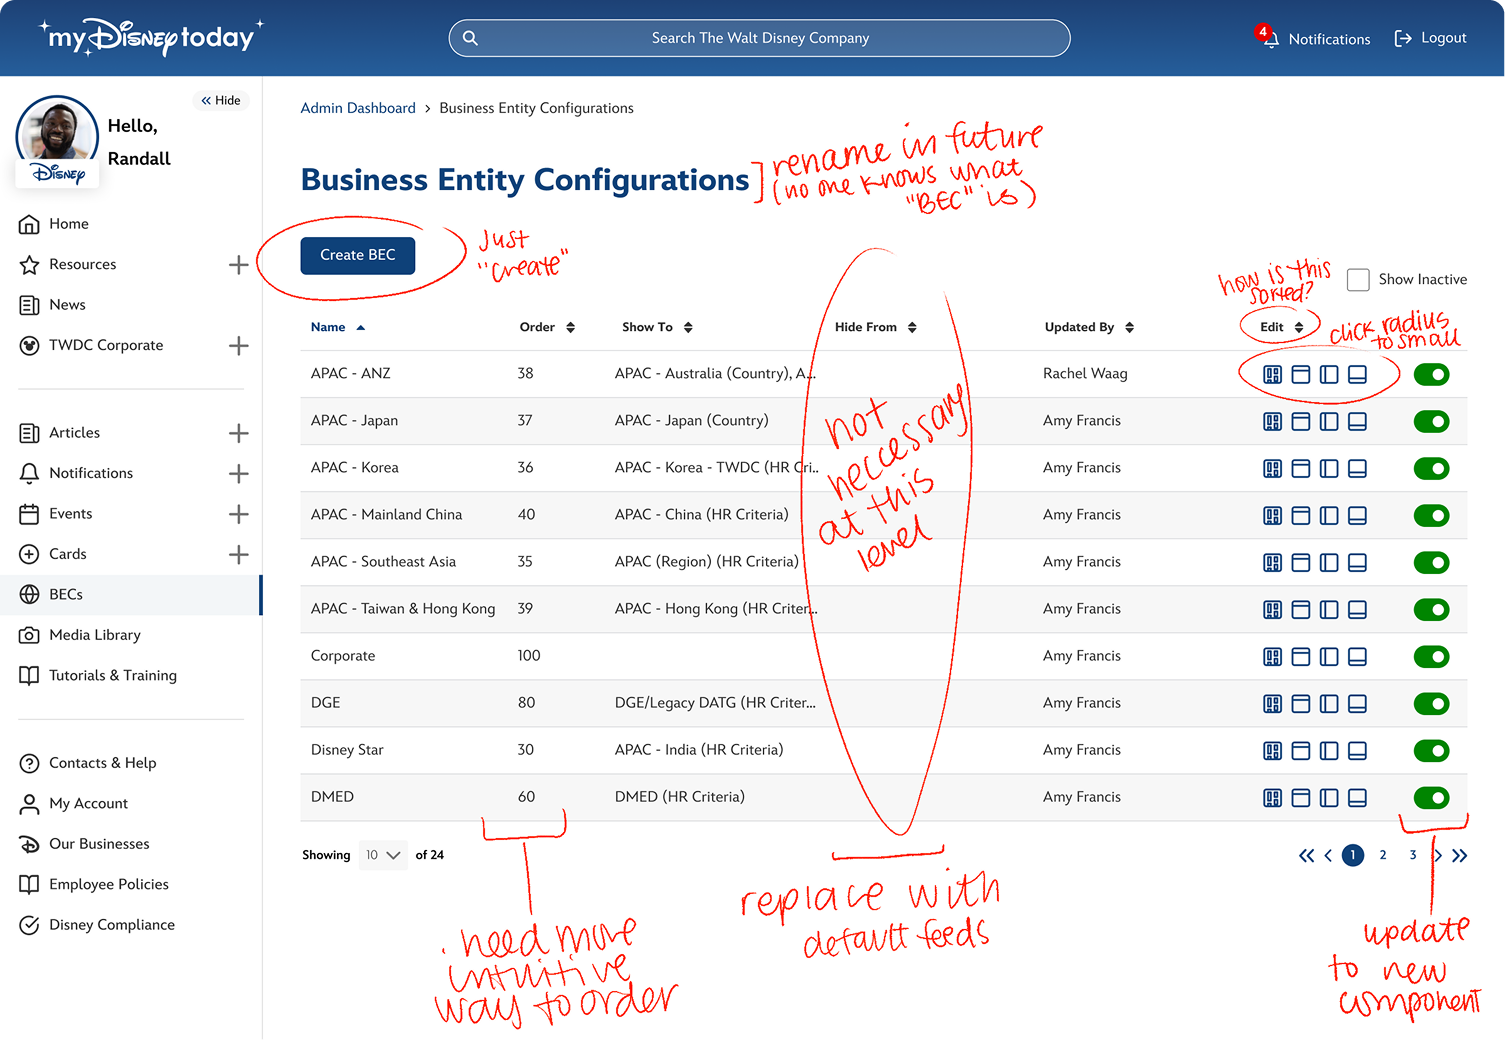 my Disney today
Search The Walt Disney Company
4
Notifications
Logout
Hide
Hello,
Randall
Disney
Home
Resources
News
TWDC Corporate
Articles
Notifications
Events
Cards
BECs
Media Library
Tutorials & Training
Contacts & Help
My Account
Our Businesses
Employee Policies
Disney Compliance
Admin Dashboard > Business Entity Configurations
Business Entity Configurations
rename in future
(no one knows what
"BEC" is)
Create BEC
Just
"create"
how is this
sorted?
Show Inactive
click radius
to small
Name Order Show To Hide From Updated By Edit
APAC - ANZ 38 APAC - Australia (Country), A... Rachel Waag
APAC - Japan 37 APAC - Japan (Country) Amy Francis
APAC - Korea 36 APAC - Korea - TWDC (HR Cri.. Amy Francis
APAC - Mainland China 40 APAC - China (HR Criteria) Amy Francis
APAC - Southeast Asia 35 APAC (Region) (HR Criteria) Amy Francis
APAC - Taiwan & Hong Kong 39 APAC - Hong Kong (HR Criter... Amy Francis
Corporate 100 Amy Francis
DGE 80 DGE/Legacy DATG (HR Criter... Amy Francis
Disney Star 30 APAC - India (HR Criteria) Amy Francis
DMED 60 DMED (HR Criteria) Amy Francis
not
neccessary
at this
level
Showing 10 of 24
1 2 3
need more
intuitive
way to order
replace with
default feeds
update
to new
component